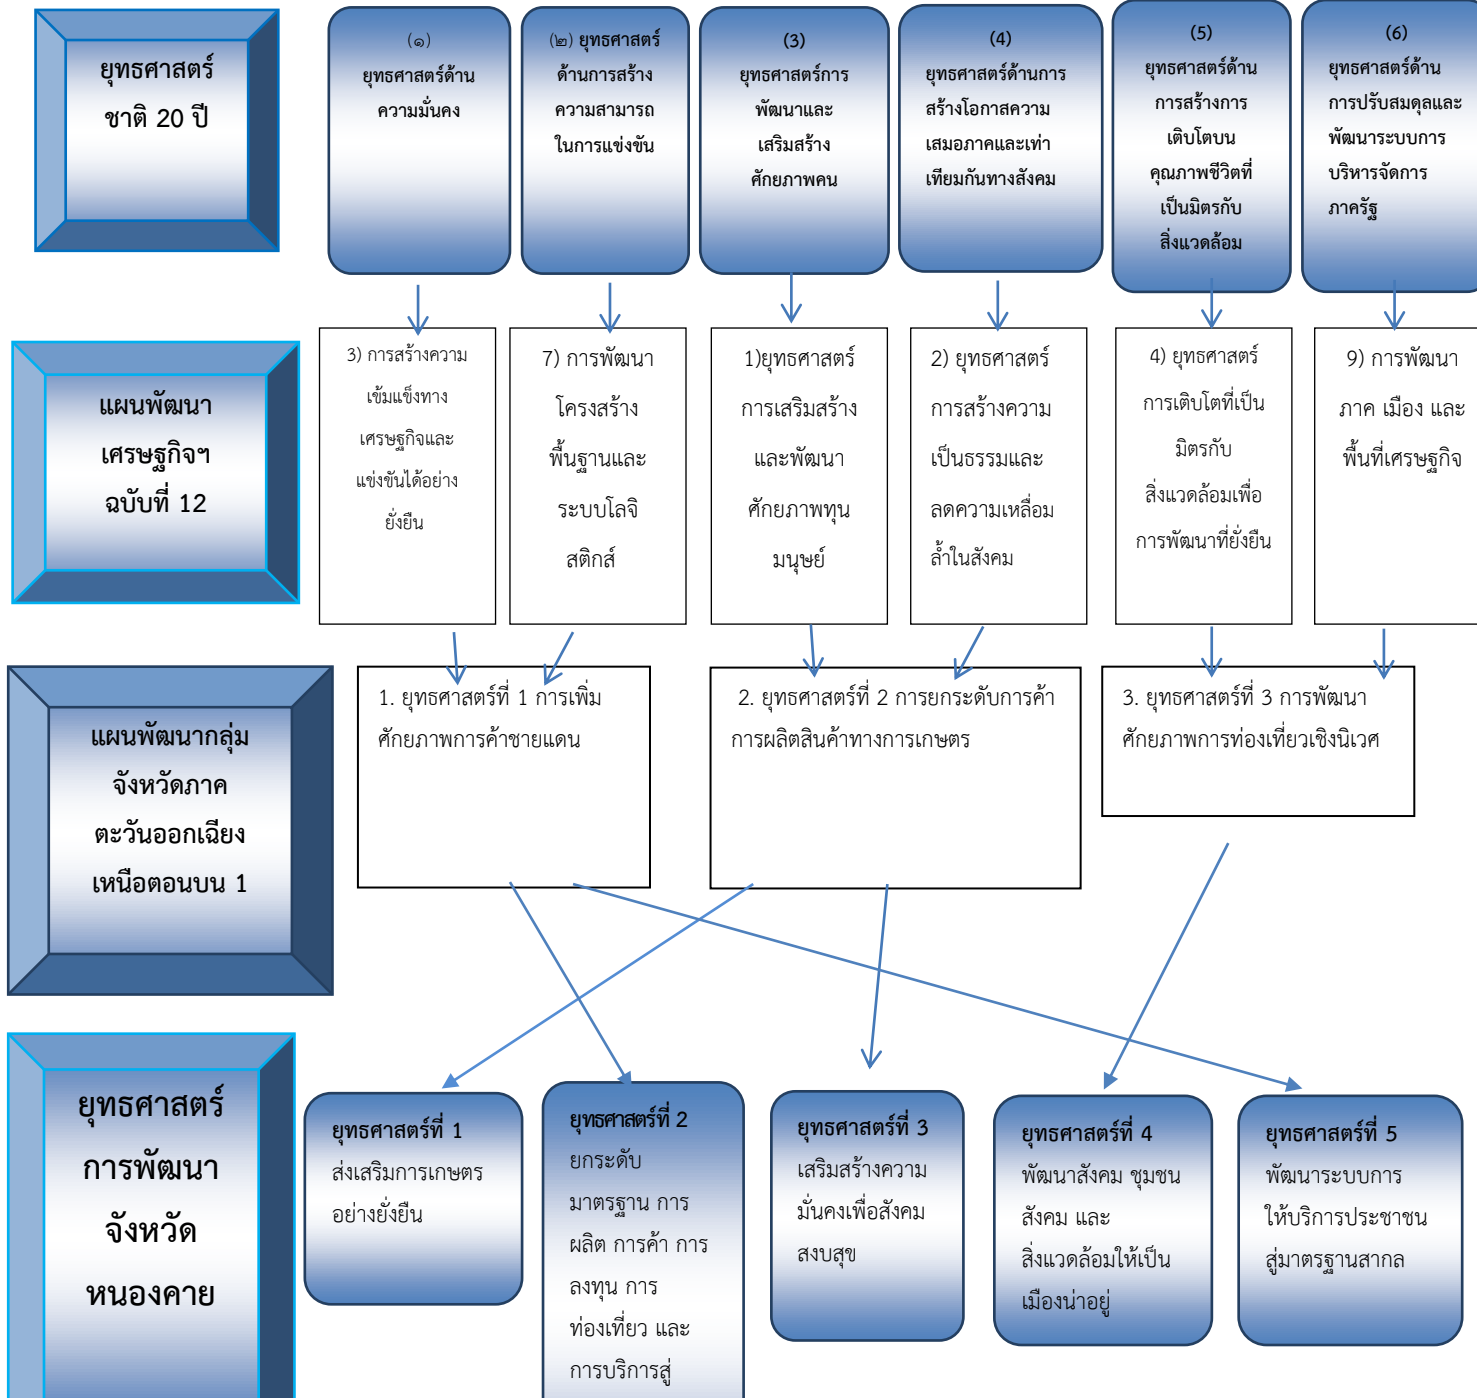 ยุทธศาสตร์
ชาติ 20 ปี
(๑)
ยุทธศาสตร์ด้าน
ความมั่นคง
(๒) ยุทธศาสตร์
ด้านการสร้าง
ความสามารถ
ในการแข่งขัน
(3)
ยุทธศาสตร์การ
พัฒนาและ
เสริมสร้าง
ศักยภาพคน
(4)
ยุทธศาสตร์ด้านการ
สร้างโอกาสความ
เสมอภาคและเท่า
เทียมกันทางสังคม
(5)
ยุทธศาสตร์ด้าน
การสร้างการ
เติบโตบน
คุณภาพชีวิตที่
เป็นมิตรกับ
สิ่งแวดล้อม
(6)
ยุทธศาสตร์ด้าน
การปรับสมดุลและ
พัฒนาระบบการ
บริหารจัดการ
ภาครัฐ
แผนพัฒนา
เศรษฐกิจฯ
ฉบับที่ 12
3) การสร้างความ
เข้มแข็งทาง
เศรษฐกิจและ
แข่งขันได้อย่าง
ยั่งยืน
7) การพัฒนา
โครงสร้าง
พื้นฐานและ
ระบบโลจิ
สติกส์
1)ยุทธศาสตร์
การเสริมสร้าง
และพัฒนา
ศักยภาพทุน
มนุษย์
2) ยุทธศาสตร์
การสร้างความ
เป็นธรรมและ
ลดความเหลื่อม
ล้ำในสังคม
4) ยุทธศาสตร์
การเติบโตที่เป็น
มิตรกับ
สิ่งแวดล้อมเพื่อ
การพัฒนาที่ยั่งยืน
9) การพัฒนา
ภาค เมือง และ
พื้นที่เศรษฐกิจ
แผนพัฒนากลุ่ม
จังหวัดภาค
ตะวันออกเฉียง
เหนือตอนบน 1
1. ยุทธศาสตร์ที่ 1 การเพิ่ม
ศักยภาพการค้าชายแดน
2. ยุทธศาสตร์ที่ 2 การยกระดับการค้า
การผลิตสินค้าทางการเกษตร
3. ยุทธศาสตร์ที่ 3 การพัฒนา
ศักยภาพการท่องเที่ยวเชิงนิเวศ
ยุทธศาสตร์
การพัฒนา
จังหวัด
หนองคาย
ยุทธศาสตร์ที่ 1
ส่งเสริมการเกษตร
อย่างยั่งยืน
ยุทธศาสตร์ที่ 2
ยกระดับ
มาตรฐาน การ
ผลิต การค้า การ
ลงทุน การ
ท่องเที่ยว และ
การบริการสู่
ยุทธศาสตร์ที่ 3
เสริมสร้างความ
มั่นคงเพื่อสังคม
สงบสุข
ยุทธศาสตร์ที่ 4
พัฒนาสังคม ชุมชน
สังคม และ
สิ่งแวดล้อมให้เป็น
เมืองน่าอยู่
ยุทธศาสตร์ที่ 5
พัฒนาระบบการ
ให้บริการประชาชน
สู่มาตรฐานสากล